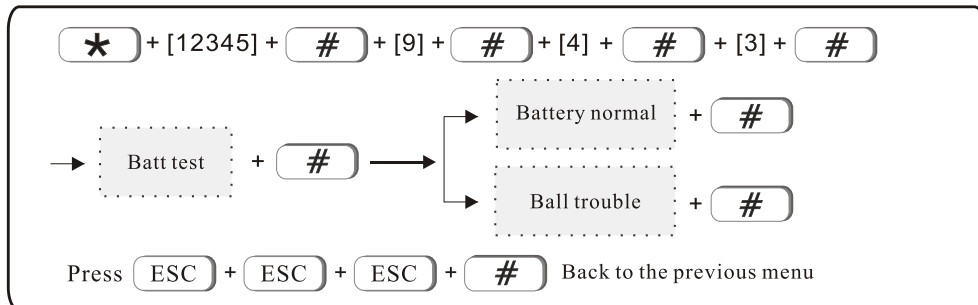 * + [12345] + # + [9] + # + [4] + # + [3] + #
Battery normal + #
Batt test + #
Ball trouble + #
Press ESC + ESC + ESC + # Back to the previous menu